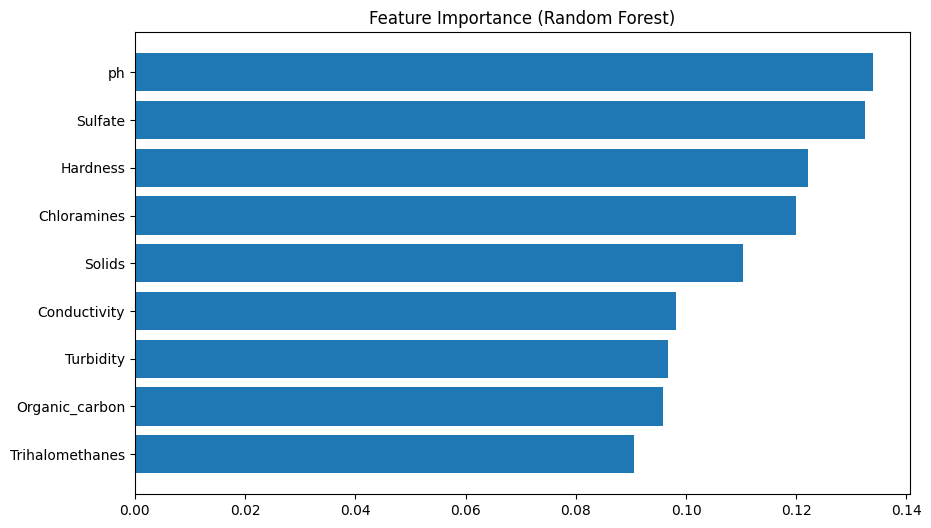 Feature Importance (Random Forest)
ph
Sulfate
Hardness
Chloramines
Solids
Conductivity
Turbidity
Organic_carbon
Trihalomethanes
0.00 0.02 0.04 0.06 0.08 0.10 0.12 0.14